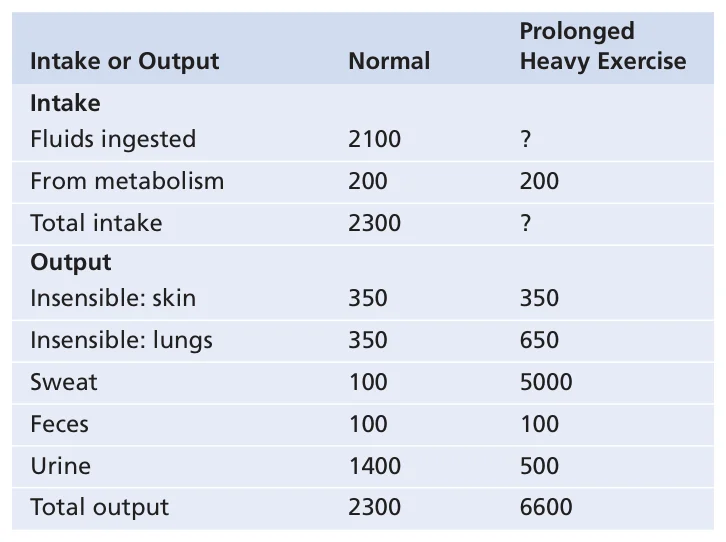 Intake or Output Normal Prolonged Heavy Exercise
Intake
Fluids ingested 2100 ?
From metabolism 200 200
Total intake 2300 ?
Output
Insensible: skin 350 350
Insensible: lungs 350 650
Sweat 100 5000
Feces 100 100
Urine 1400 500
Total output 2300 6600